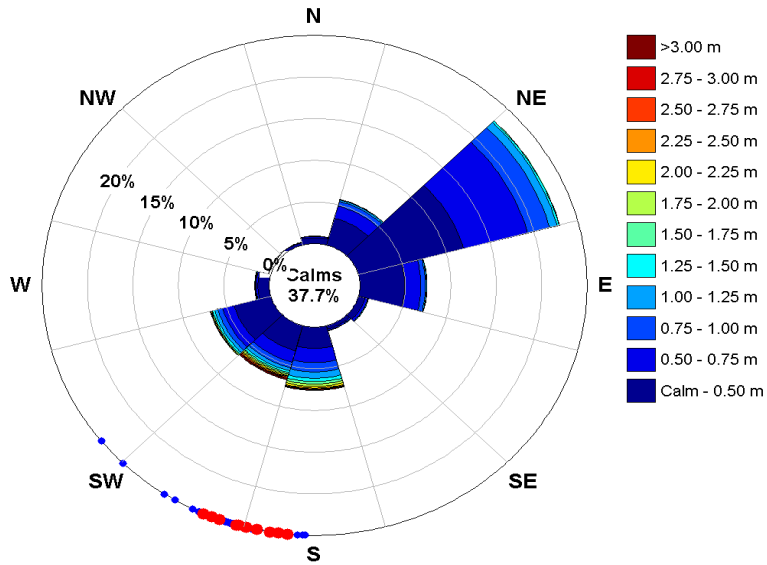 N
NW
NE
20%
15%
10%
5%
0%
Calms
37.7%
W
E
SW
SE
S
>3.00 m
2.75 - 3.00 m
2.50 - 2.75 m
2.25 - 2.50 m
2.00 - 2.25 m
1.75 - 2.00 m
1.50 - 1.75 m
1.25 - 1.50 m
1.00 - 1.25 m
0.75 - 1.00 m
0.50 - 0.75 m
Calm - 0.50 m